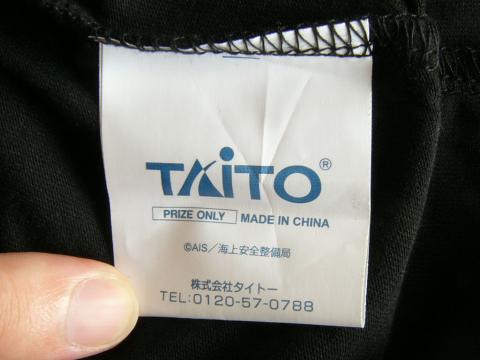 TAiTO®
PRIZE ONLY MADE IN CHINA
©AIS/海上安全整備局
株式会社タイトー
TEL:0120-57-0788